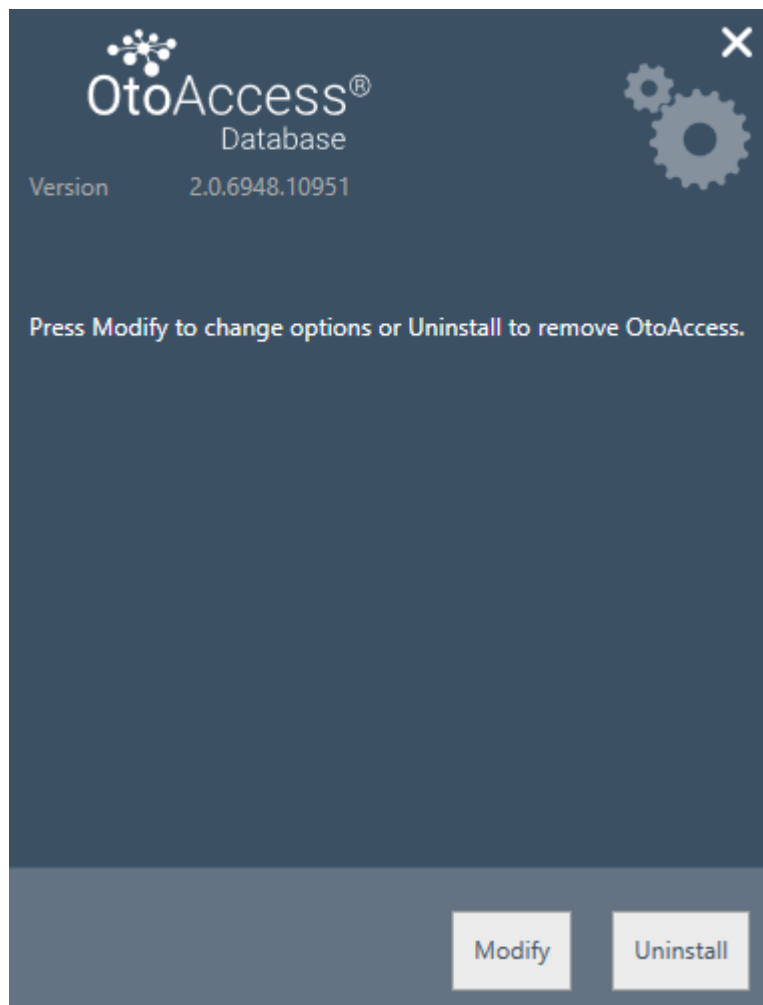 OtoAccess®
Database
Version 2.0.6948.10951
Press Modify to change options or Uninstall to remove OtoAccess.
Modify Uninstall